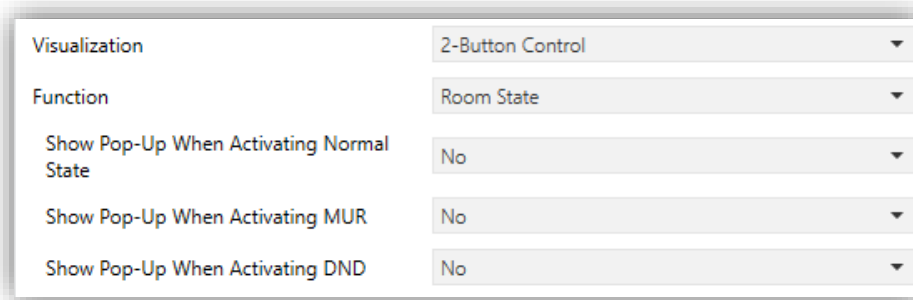 Visualization
2-Button Control
Function
Room State
Show Pop-Up When Activating Normal
State
No
Show Pop-Up When Activating MUR
No
Show Pop-Up When Activating DND
No